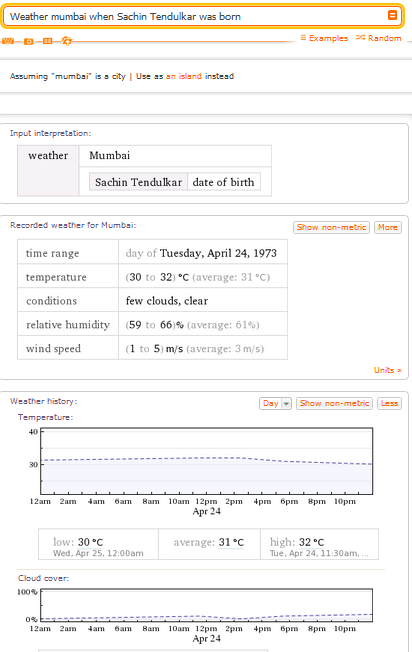 Weather mumbai when Sachin Tendulkar was born
Examples Random
Assuming "mumbai" is a city | Use as an island instead
Input interpretation:
weather Mumbai
Sachin Tendulkar date of birth
Recorded weather for Mumbai:
Show non-metric More
time range day of Tuesday, April 24, 1973
temperature (30 to 32) °C (average: 31 °C)
conditions few clouds, clear
relative humidity (59 to 66)% (average: 61%)
wind speed (1 to 5) m/s (average: 3 m/s)
Units »
Weather history:
Day Show non-metric Less
Temperature:
40
30
12am 2am 4am 6am 8am 10am 12pm 2pm 4pm 6pm 8pm 10pm
Apr 24
low: 30 °C average: 31 °C high: 32 °C
Wed, Apr 25, 12:00am Tue, Apr 24, 11:30am, ...
Cloud cover:
100%
0%
12am 2am 4am 6am 8am 10am 12pm 2pm 4pm 6pm 8pm 10pm
Apr 24